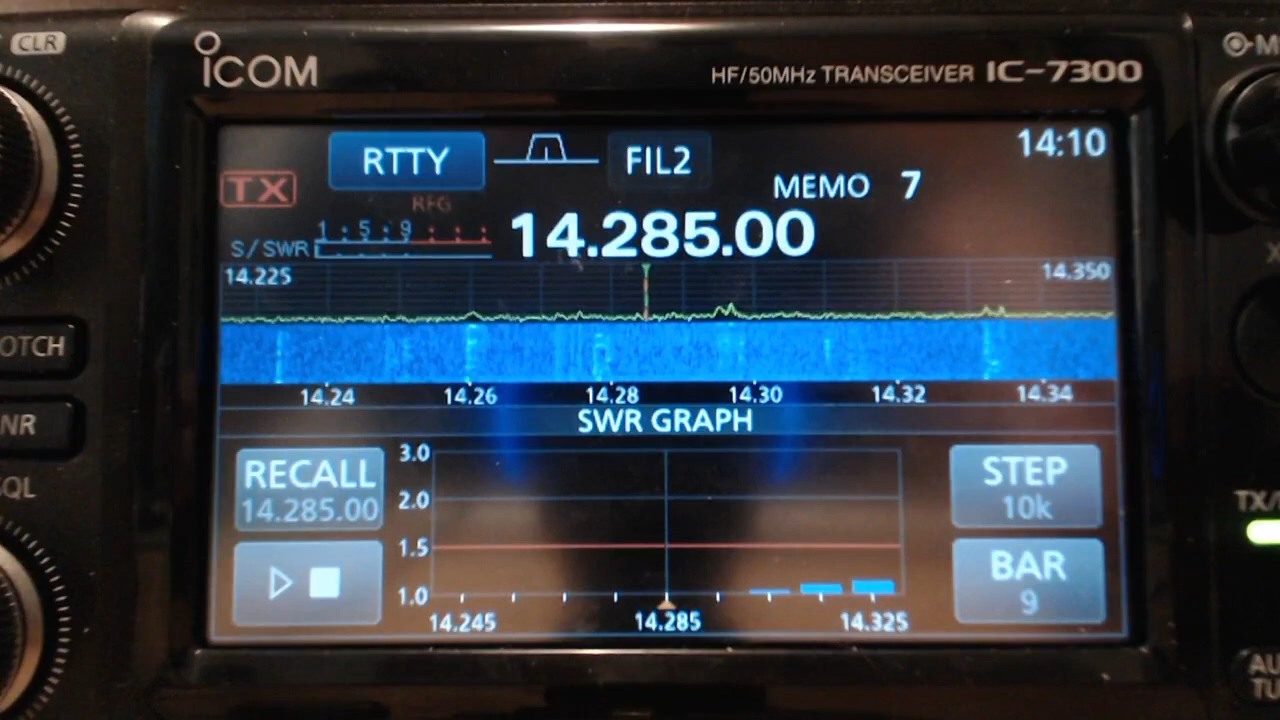 CLR
ICOM
HF/50MHz TRANSCEIVER IC-7300
RTTY
FIL2
14:10
TX
MEMO 7
RFG
1 : 5 : 9
S/SWR
14.285.00
14.225
14.350
14.24 14.26 14.28 14.30 14.32 14.34
SWR GRAPH
RECALL
14.285.00
3.0
2.0
1.5
1.0
14.245 14.285 14.325
STEP
10k
BAR
9
OTCH
NR
QL
TX/
AU
TU